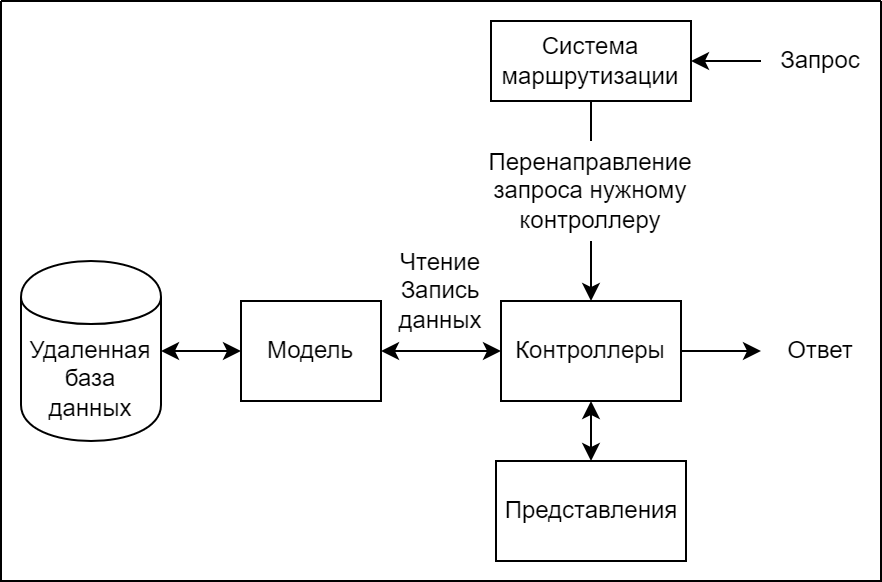 Система
маршрутизации
Запрос
Перенаправление
запроса нужному
контроллеру
Чтение
Запись
данных
Удаленная
база
данных
Модель
Контроллеры
Ответ
Представления